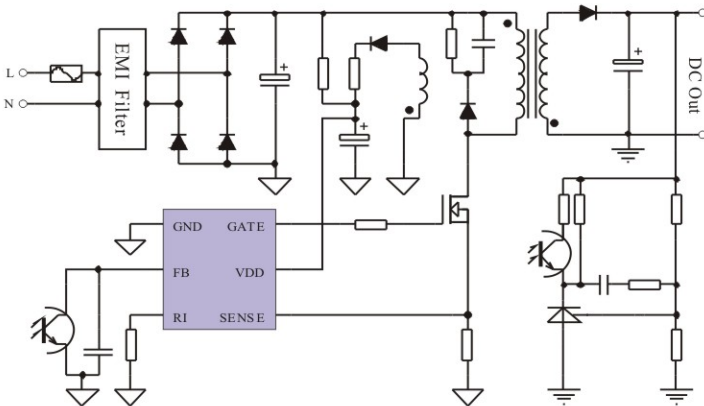 L
N
EMI Filter
+
+
+
DC Out
GND GATE
FB VDD
RI SENSE